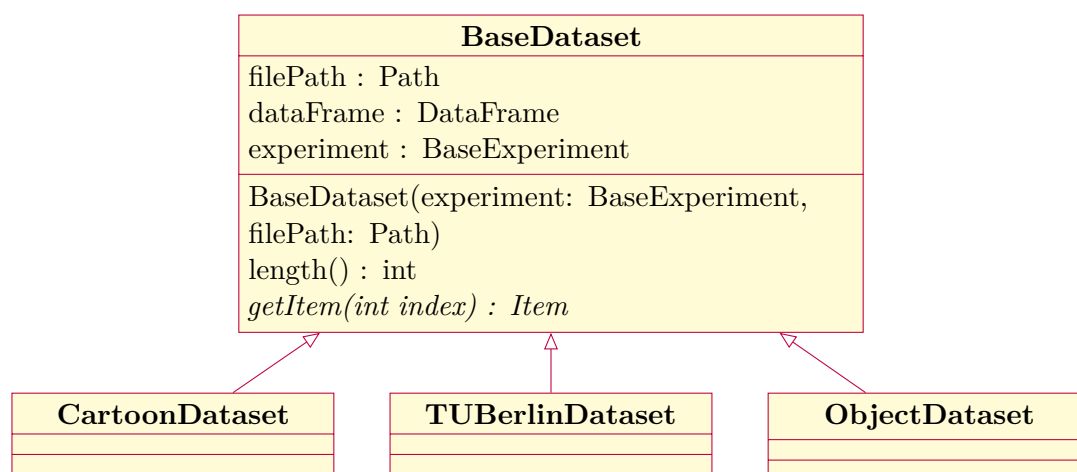 BaseDataset
filePath : Path
dataFrame : DataFrame
experiment : BaseExperiment
BaseDataset(experiment: BaseExperiment,
filePath: Path)
length() : int
getItem(int index) : Item
CartoonDataset
TUBerlinDataset
ObjectDataset